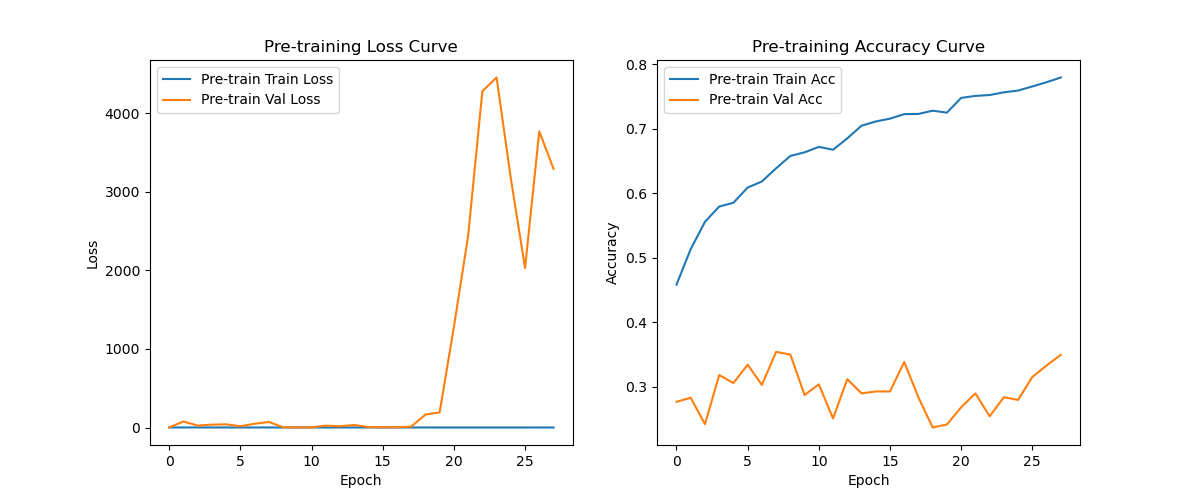 Pre-training Loss Curve
Pre-train Train Loss
Pre-train Val Loss
Loss
4000
3000
2000
1000
0
0 5 10 15 20 25
Epoch
Pre-training Accuracy Curve
Pre-train Train Acc
Pre-train Val Acc
Accuracy
0.8
0.7
0.6
0.5
0.4
0.3
0 5 10 15 20 25
Epoch